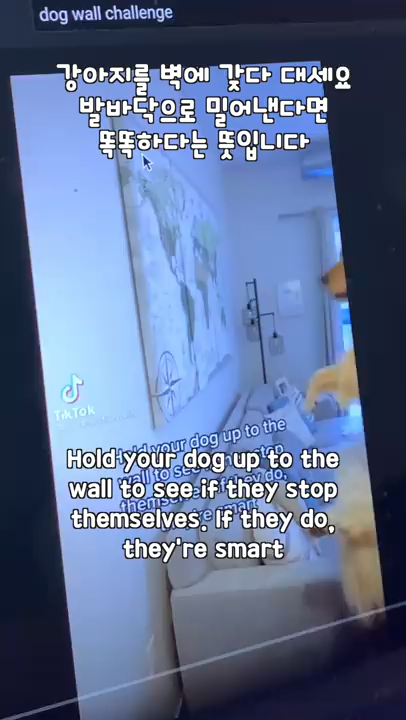 dog wall challenge
강아지를 벽에 갖다 대세요
발바닥으로 밀어낸다면
똑똑하다는 뜻입니다
TikTok
Hold your dog up to the
wall to see if they stop
themselves. If they do,
they're smart